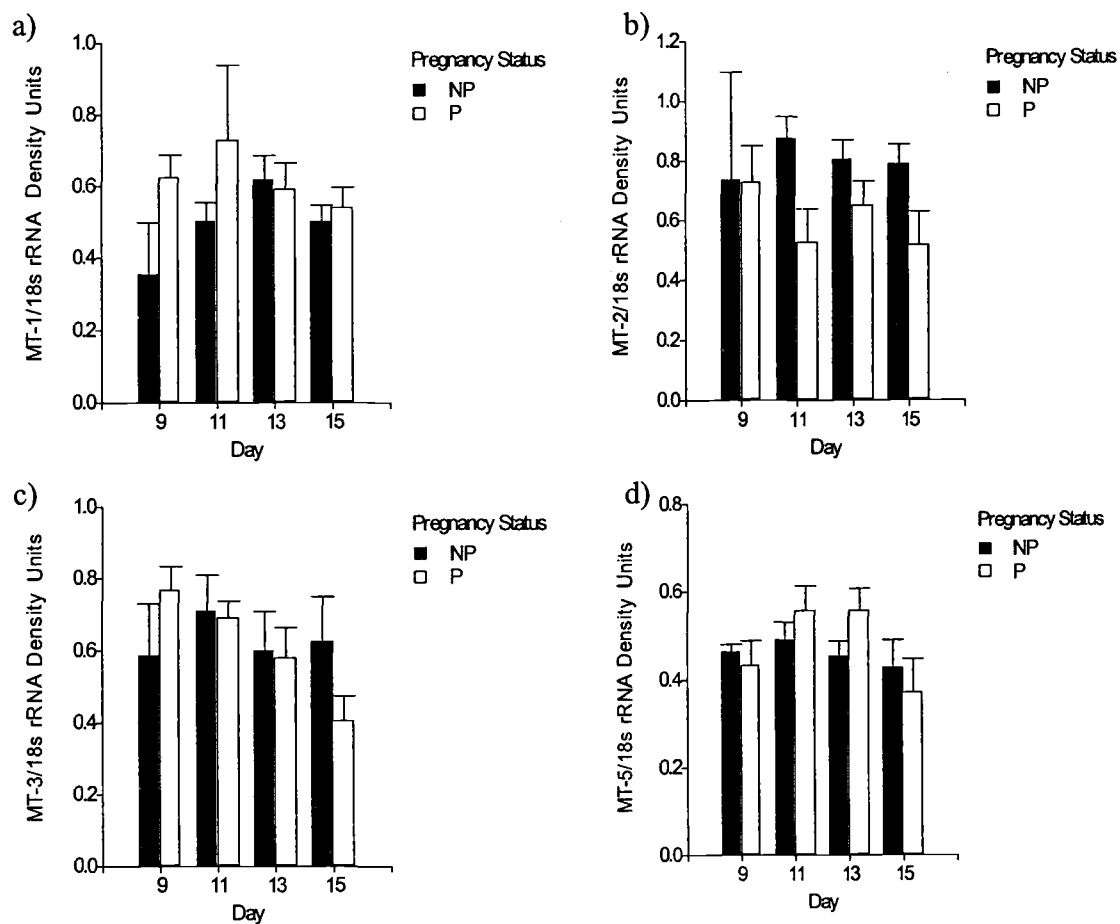 a)
MT-1/18s rRNA Density Units
1.0
0.8
0.6
0.4
0.2
0.0
9 11 13 15
Day
Pregnancy Status
NP
P
b)
MT-2/18s rRNA Density Units
1.2
1.0
0.8
0.6
0.4
0.2
0.0
9 11 13 15
Day
Pregnancy Status
NP
P
c)
MT-3/18s rRNA Density Units
1.0
0.8
0.6
0.4
0.2
0.0
9 11 13 15
Day
Pregnancy Status
NP
P
d)
MT-5/18s rRNA Density Units
0.8
0.6
0.4
0.2
0.0
9 11 13 15
Day
Pregnancy Status
NP
P